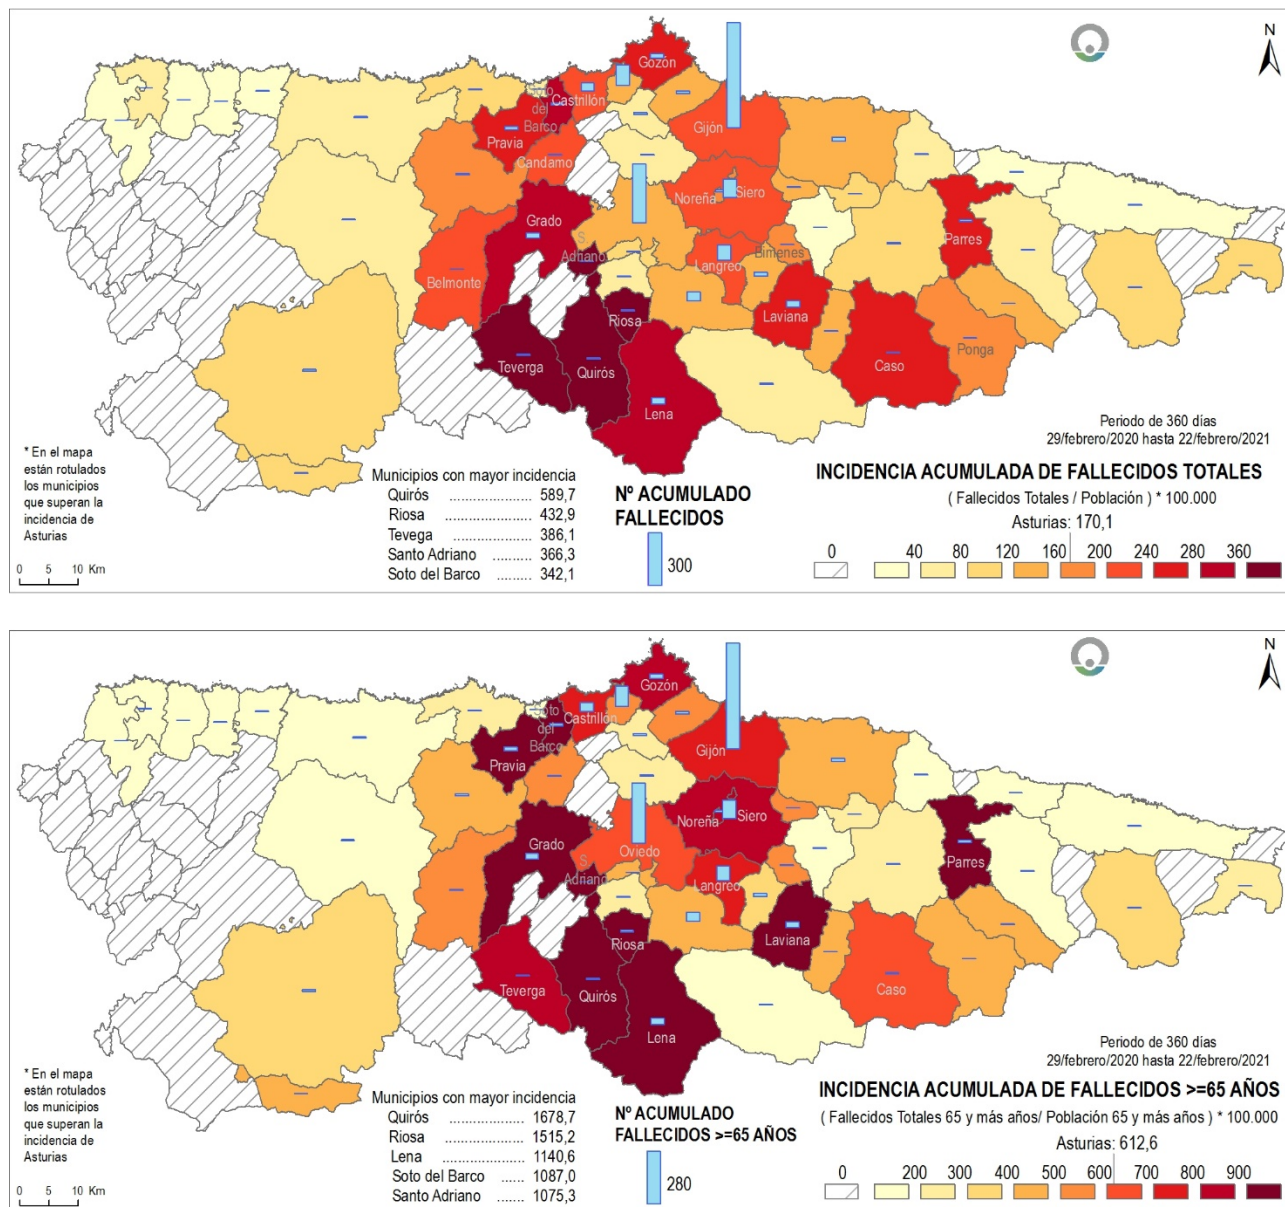 N
Gozón
Soto
del
Barco
Castrillón
Gijón
Pravia
Candamo
Noreña
Siero
Grado
S.
Adriano
Parres
Belmonte
Langreo
Bimenes
Riosa
Laviana
Teverga
Quirós
Caso
Ponga
Lena
Periodo de 360 días
29/febrero/2020 hasta 22/febrero/2021
* En el mapa
están rotulados
los municipios
que superan la
incidencia de
Asturias
0 5 10 Km
Municipios con mayor incidencia
Quirós .................... 589,7
Riosa ...................... 432,9
Tevega .................... 386,1
Santo Adriano .......... 366,3
Soto del Barco ......... 342,1
Nº ACUMULADO
FALLECIDOS
300
INCIDENCIA ACUMULADA DE FALLECIDOS TOTALES
( Fallecidos Totales / Población ) * 100.000
Asturias: 170,1
0 40 80 120 160 200 240 280 360
N
Gozón
Soto
del
Barco
Castrillón
Gijón
Pravia
Noreña
Siero
Grado
Oviedo
S.
Adriano
Parres
Langreo
Riosa
Laviana
Teverga
Quirós
Caso
Lena
Periodo de 360 días
29/febrero/2020 hasta 22/febrero/2021
* En el mapa
están rotulados
los municipios
que superan la
incidencia de
Asturias
0 5 10 Km
Municipios con mayor incidencia
Quirós .................... 1678,7
Riosa ...................... 1515,2
Lena ....................... 1140,6
Soto del Barco ...... 1087,0
Santo Adriano ....... 1075,3
Nº ACUMULADO
FALLECIDOS >=65 AÑOS
280
INCIDENCIA ACUMULADA DE FALLECIDOS >=65 AÑOS
( Fallecidos Totales 65 y más años/ Población 65 y más años ) * 100.000
Asturias: 612,6
0 200 300 400 500 600 700 800 900